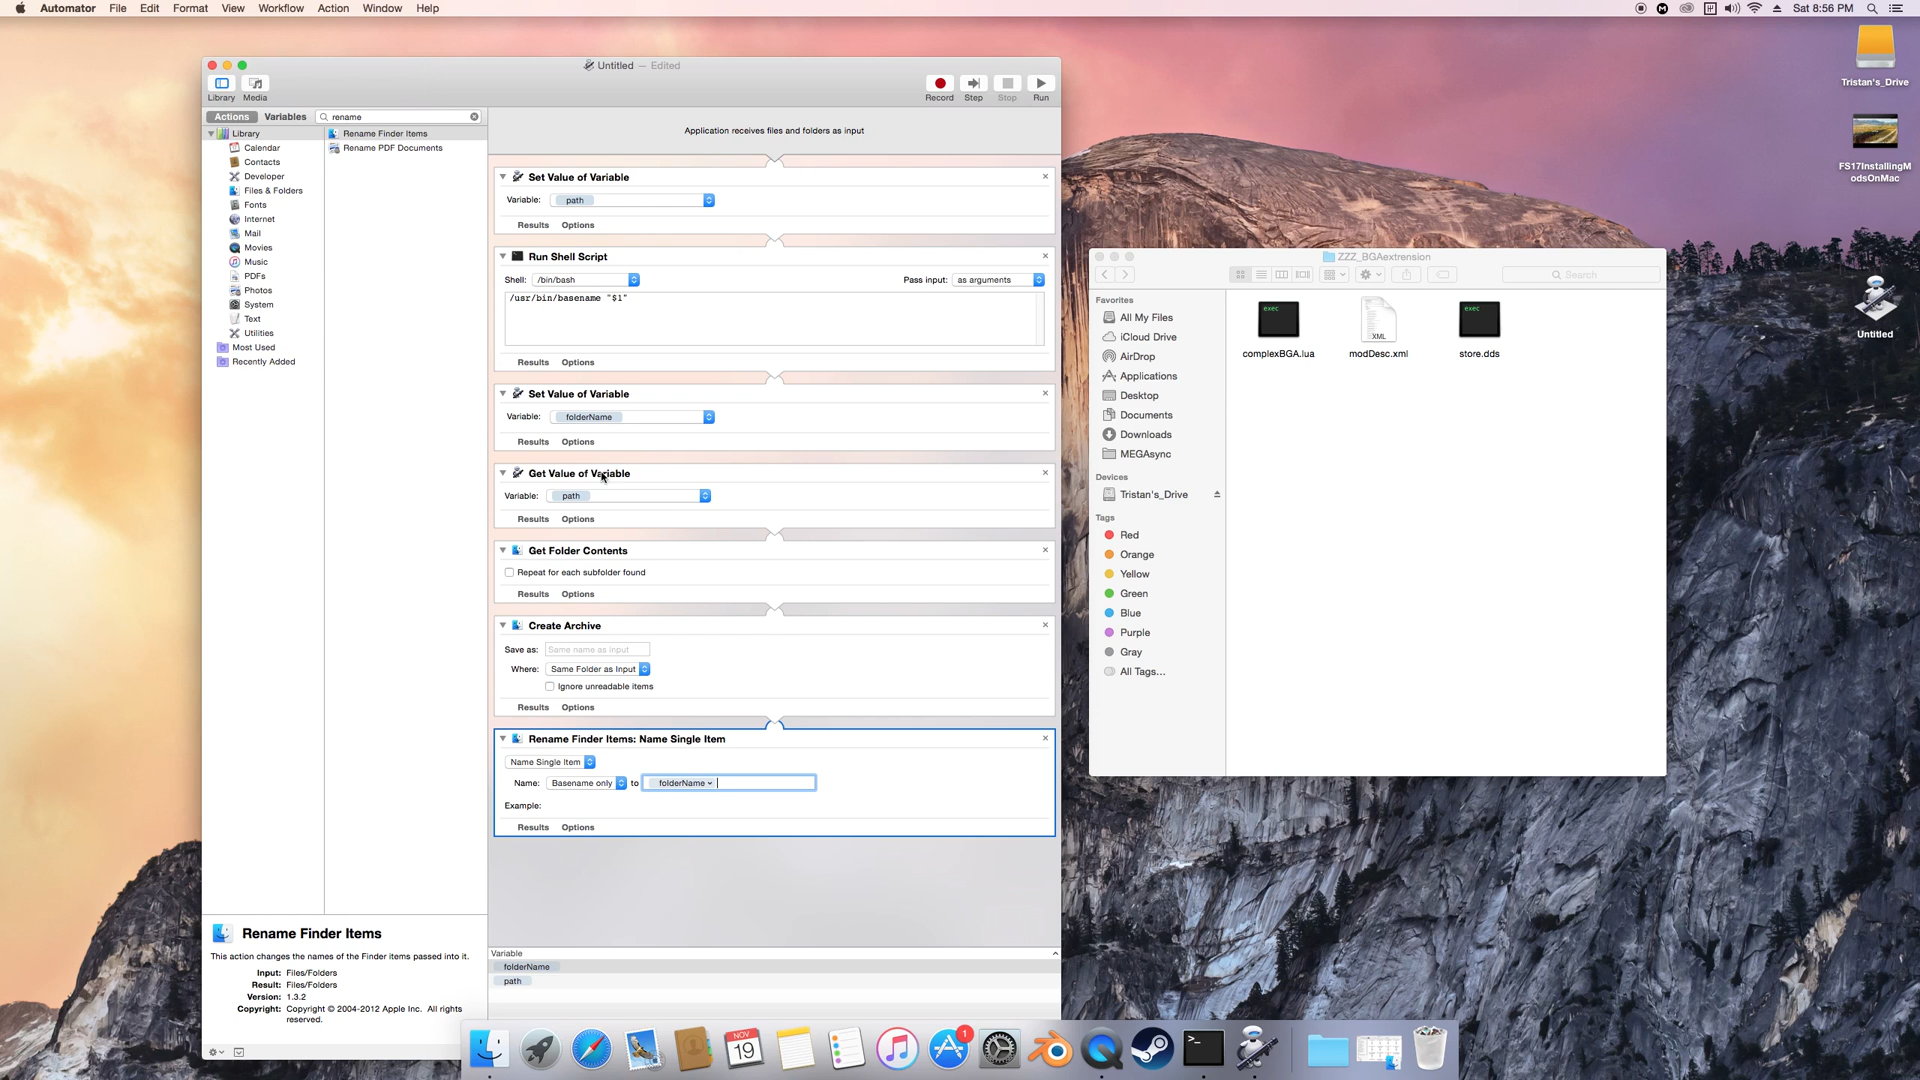 Automator File Edit Format View Workflow Action Window Help
Sat 8:56 PM
Untitled — Edited
Library Media
Record Step Stop Run
Actions Variables rename
Library
Calendar
Contacts
Developer
Files & Folders
Fonts
Internet
Mail
Movies
Music
PDFs
Photos
System
Text
Utilities
Most Used
Recently Added
Rename Finder Items
Rename PDF Documents
Application receives files and folders as input
Set Value of Variable
Variable: path
Results Options
Run Shell Script
Shell: /bin/bash Pass input: as arguments
/usr/bin/basename "$1"
Results Options
Set Value of Variable
Variable: folderName
Results Options
Get Value of Variable
Variable: path
Results Options
Get Folder Contents
Repeat for each subfolder found
Results Options
Create Archive
Save as: Same name as input
Where: Same Folder as Input
Ignore unreadable items
Results Options
Rename Finder Items: Name Single Item
Name Single Item
Name: Basename only to folderName
Example:
Results Options
Variable
folderName
path
Rename Finder Items
This action changes the names of the Finder items passed into it.
Input: Files/Folders
Result: Files/Folders
Version: 1.3.2
Copyright: Copyright © 2004-2012 Apple Inc. All rights
reserved.
ZZZ_BGAextrension
Search
Favorites
All My Files
iCloud Drive
AirDrop
Applications
Desktop
Documents
Downloads
MEGAsync
Devices
Tristan's_Drive
Tags
Red
Orange
Yellow
Green
Blue
Purple
Gray
All Tags...
exec
XML
exec
complexBGA.lua
modDesc.xml
store.dds
Tristan's_Drive
FS17InstallingM
odsOnMac
Untitled
NOV
19
1
>_